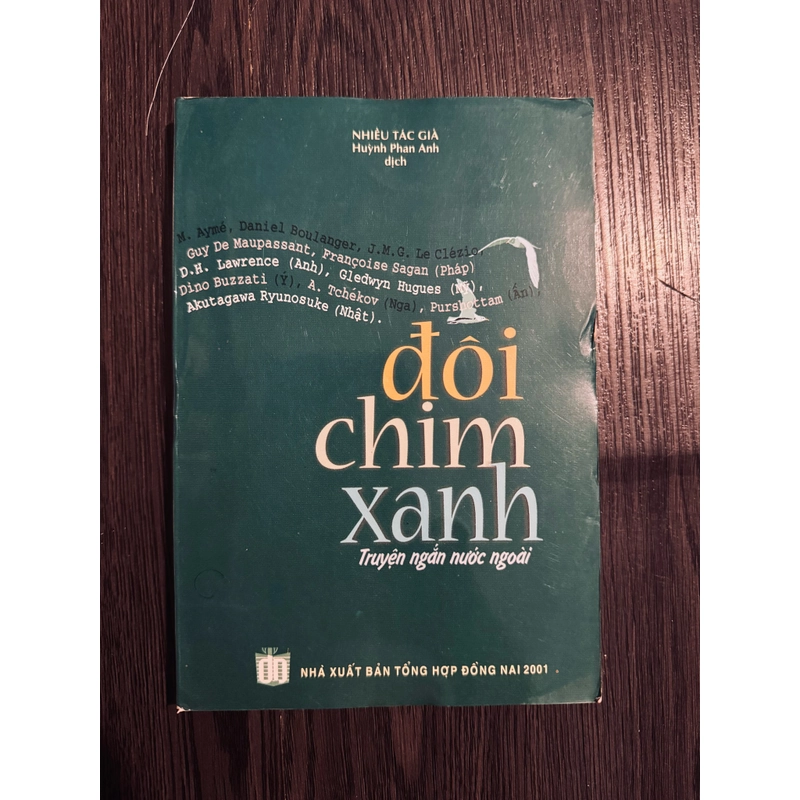 NHIỀU TÁC GIẢ
Huỳnh Phan Anh
dịch
M. Aymé, Daniel Boulanger, J.M.G. Le Clézio,
Guy De Maupassant, Françoise Sagan (Pháp)
D.H. Lawrence (Anh), Gledwyn Hugues (Mỹ),
Dino Buzzati (Ý), A. Tchékov (Nga), Purshottam (Ấn),
Akutagawa Ryunosuke (Nhật).
đôi
chim
xanh
Truyện ngắn nước ngoài
NHÀ XUẤT BẢN TỔNG HỢP ĐỒNG NAI 2001